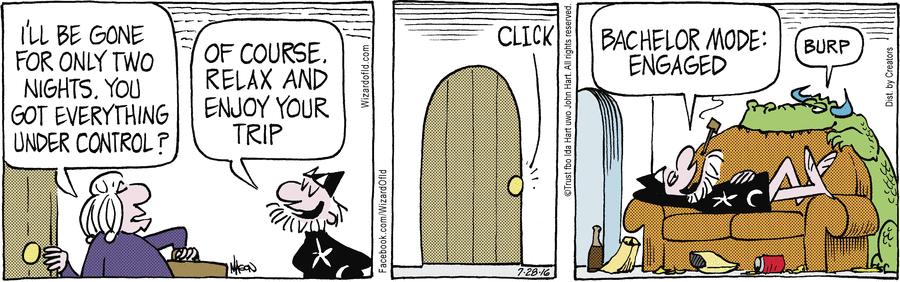 I'LL BE GONE
FOR ONLY TWO
NIGHTS. YOU
GOT EVERYTHING
UNDER CONTROL?
OF COURSE.
RELAX AND
ENJOY YOUR
TRIP
WizardofId.com
MASON
Facebook.com/WizardOfId
CLICK
7-28-16
©Trust fbo Ida Hart uwo John Hart. All rights reserved.
BACHELOR MODE:
ENGAGED
BURP
Dist. by Creators